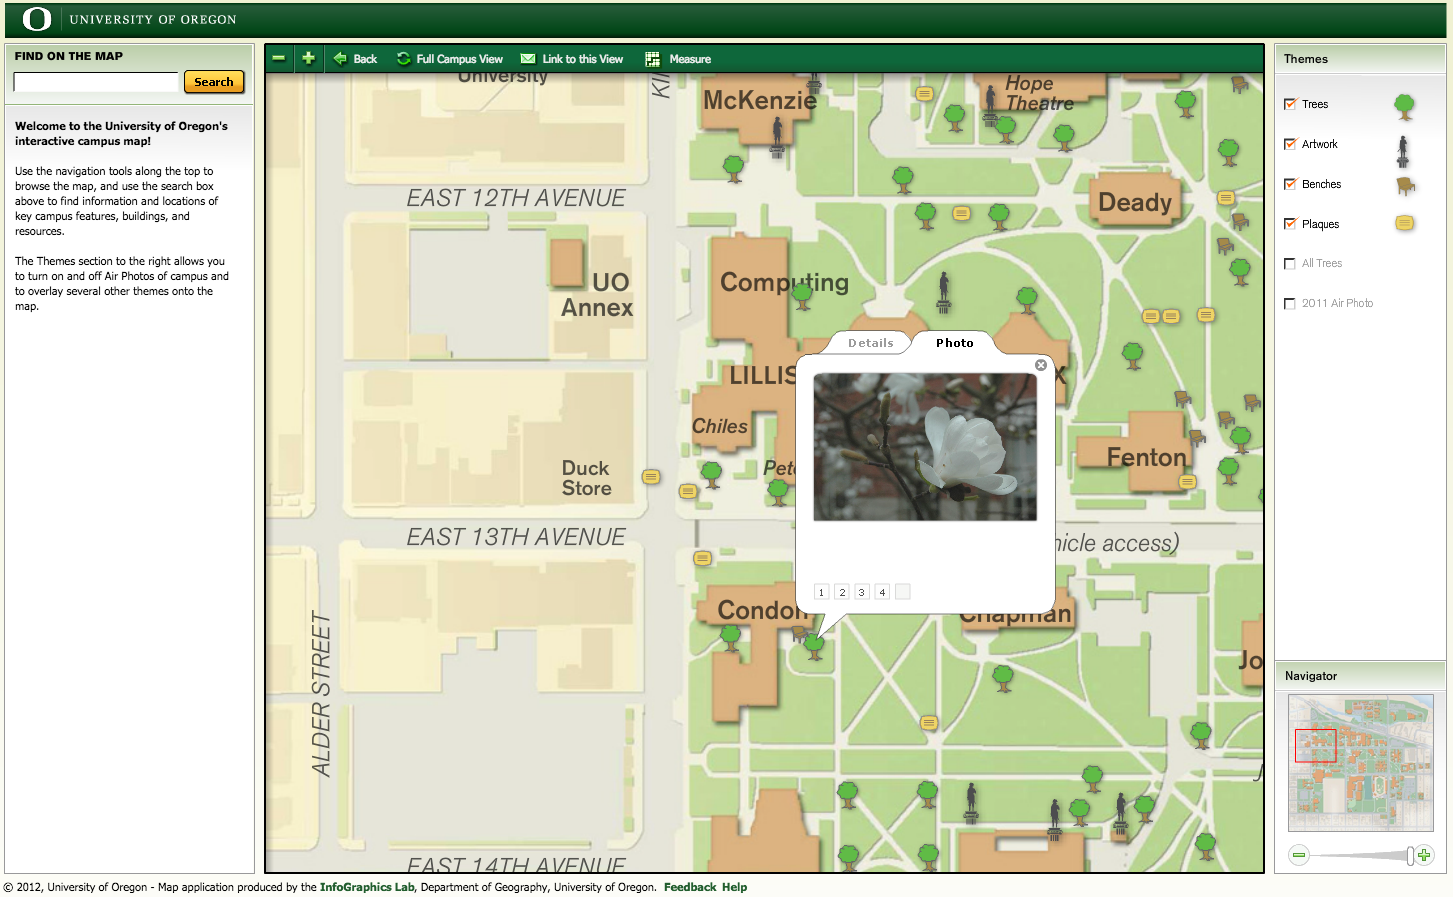 UNIVERSITY OF OREGON
FIND ON THE MAP
Search
Welcome to the University of Oregon's
interactive campus map!
Use the navigation tools along the top to
browse the map, and use the search box
above to find information and locations of
key campus features, buildings, and
resources.
The Themes section to the right allows you
to turn on and off Air Photos of campus and
to overlay several other themes onto the
map.
Back
Full Campus View
Link to this View
Measure
University
McKenzie
Hope
Theatre
EAST 12TH AVENUE
Deady
UO
Annex
Computing
Details
Photo
LILLIS
Chiles
Duck
Store
Fenton
EAST 13TH AVENUE
hicle access)
1
2
3
4
Condon
Chapman
ALDER STREET
Jo
EAST 14TH AVENUE
Themes
Trees
Artwork
Benches
Plaques
All Trees
2011 Air Photo
Navigator
© 2012, University of Oregon - Map application produced by the InfoGraphics Lab, Department of Geography, University of Oregon. Feedback Help